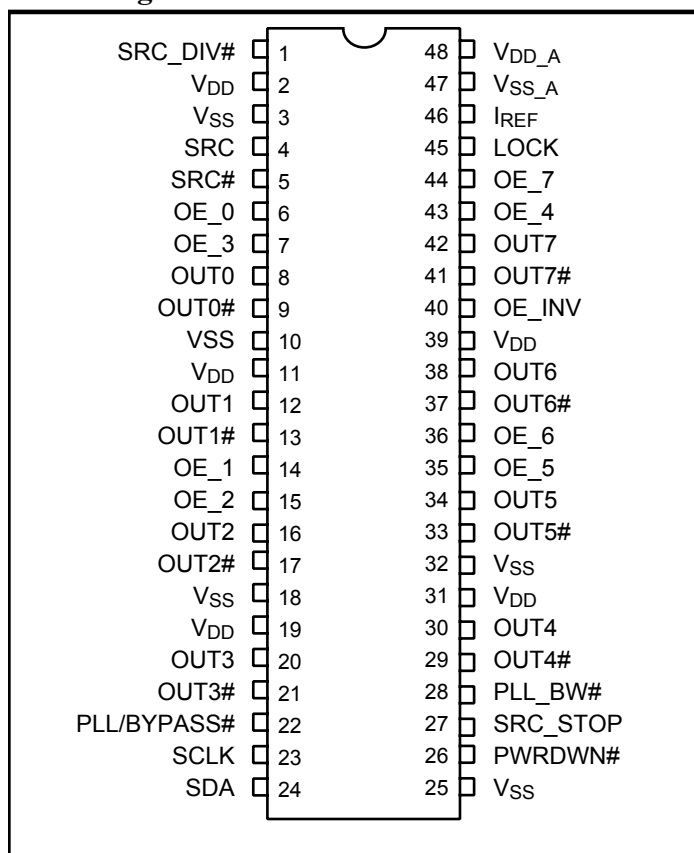 SRC_DIV# 1 48 VDD_A
VDD 2 47 VSS_A
VSS 3 46 IREF
SRC 4 45 LOCK
SRC# 5 44 OE_7
OE_0 6 43 OE_4
OE_3 7 42 OUT7
OUT0 8 41 OUT7#
OUT0# 9 40 OE_INV
VSS 10 39 VDD
VDD 11 38 OUT6
OUT1 12 37 OUT6#
OUT1# 13 36 OE_6
OE_1 14 35 OE_5
OE_2 15 34 OUT5
OUT2 16 33 OUT5#
OUT2# 17 32 VSS
VSS 18 31 VDD
VDD 19 30 OUT4
OUT3 20 29 OUT4#
OUT3# 21 28 PLL_BW#
PLL/BYPASS# 22 27 SRC_STOP
SCLK 23 26 PWRDWN#
SDA 24 25 VSS